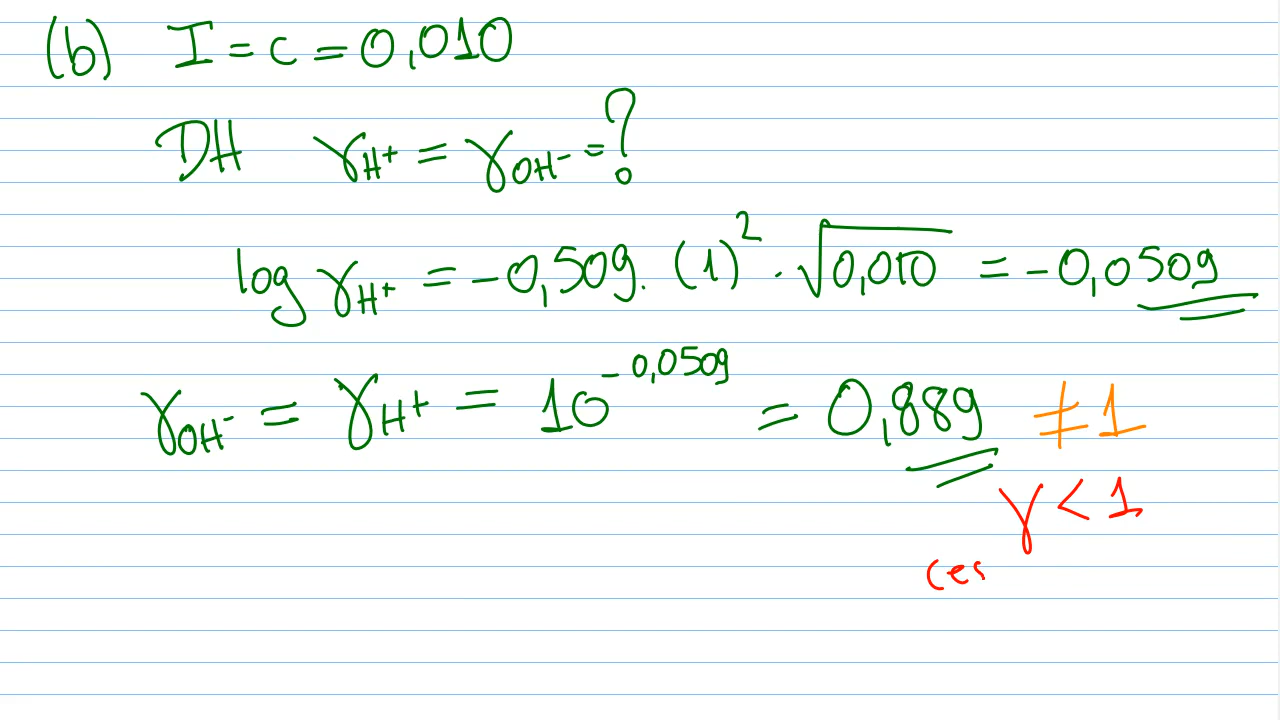 (b) I = c = 0,010
DH γH⁺ = γOH⁻ = ?
log γH⁺ = -0,509 · (1)² · √0,010 = -0,0509
γOH⁻ = γH⁺ = 10^-0,0509 = 0,889 ≠ 1
γ < 1
(es